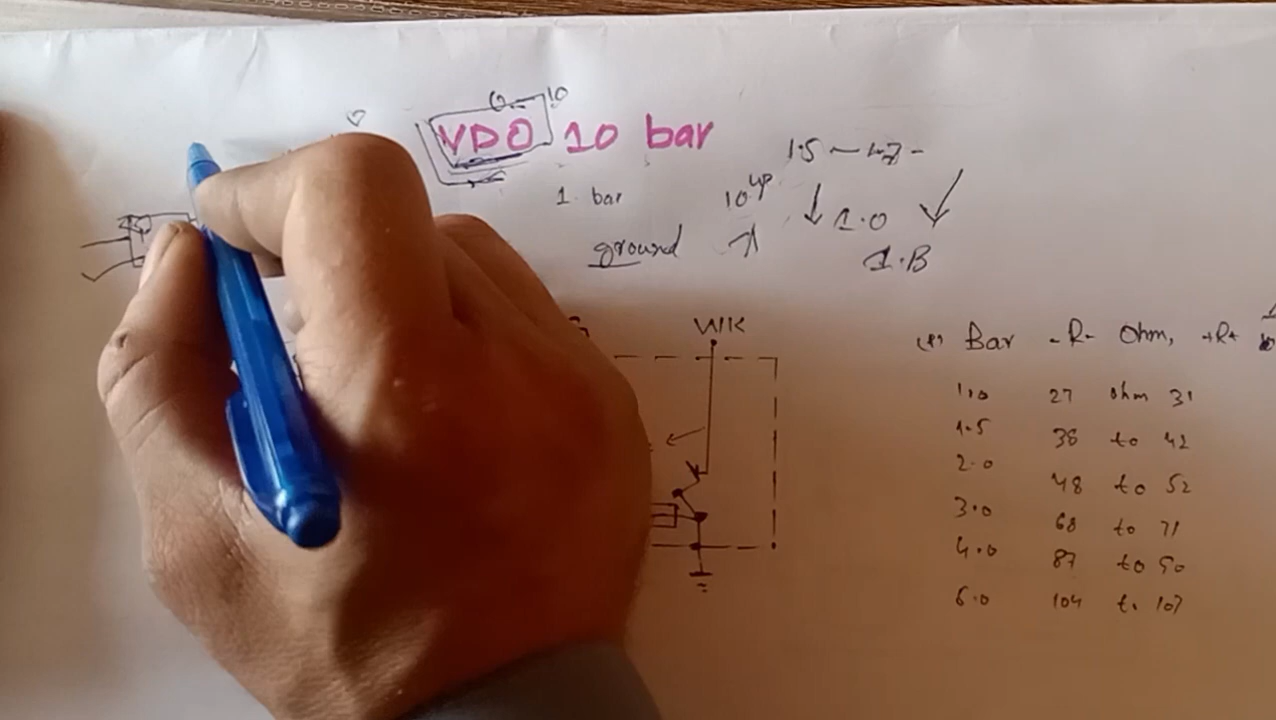 0 - 10
VDO 10 bar
1.5
1. bar
10 up
1.0
ground
1.B
G
W/K
(P) Bar -R- Ohm, +R+
1.0 27 ohm 31
1.5 38 to 42
2.0 48 to 52
3.0 68 to 71
4.0 87 to 90
6.0 104 to 107